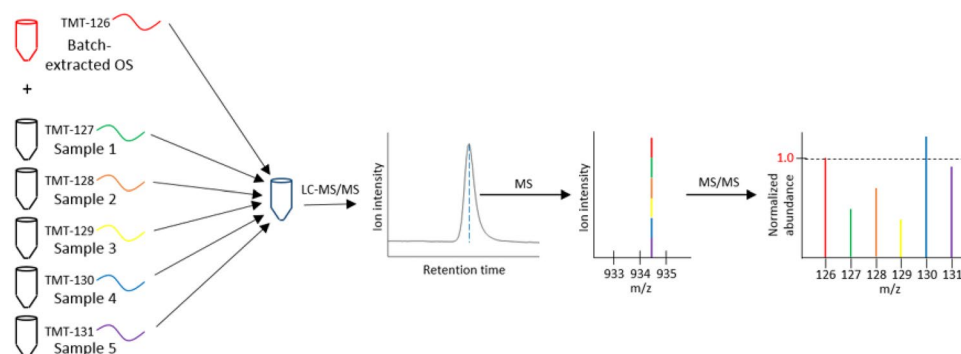 TMT-126
Batch-
extracted OS
+
TMT-127
Sample 1
TMT-128
Sample 2
TMT-129
Sample 3
TMT-130
Sample 4
TMT-131
Sample 5
LC-MS/MS
Ion intensity
Retention time
MS
Ion intensity
933 934 935
m/z
MS/MS
Normalized
abundance
1.0
126 127 128 129 130 131
m/z